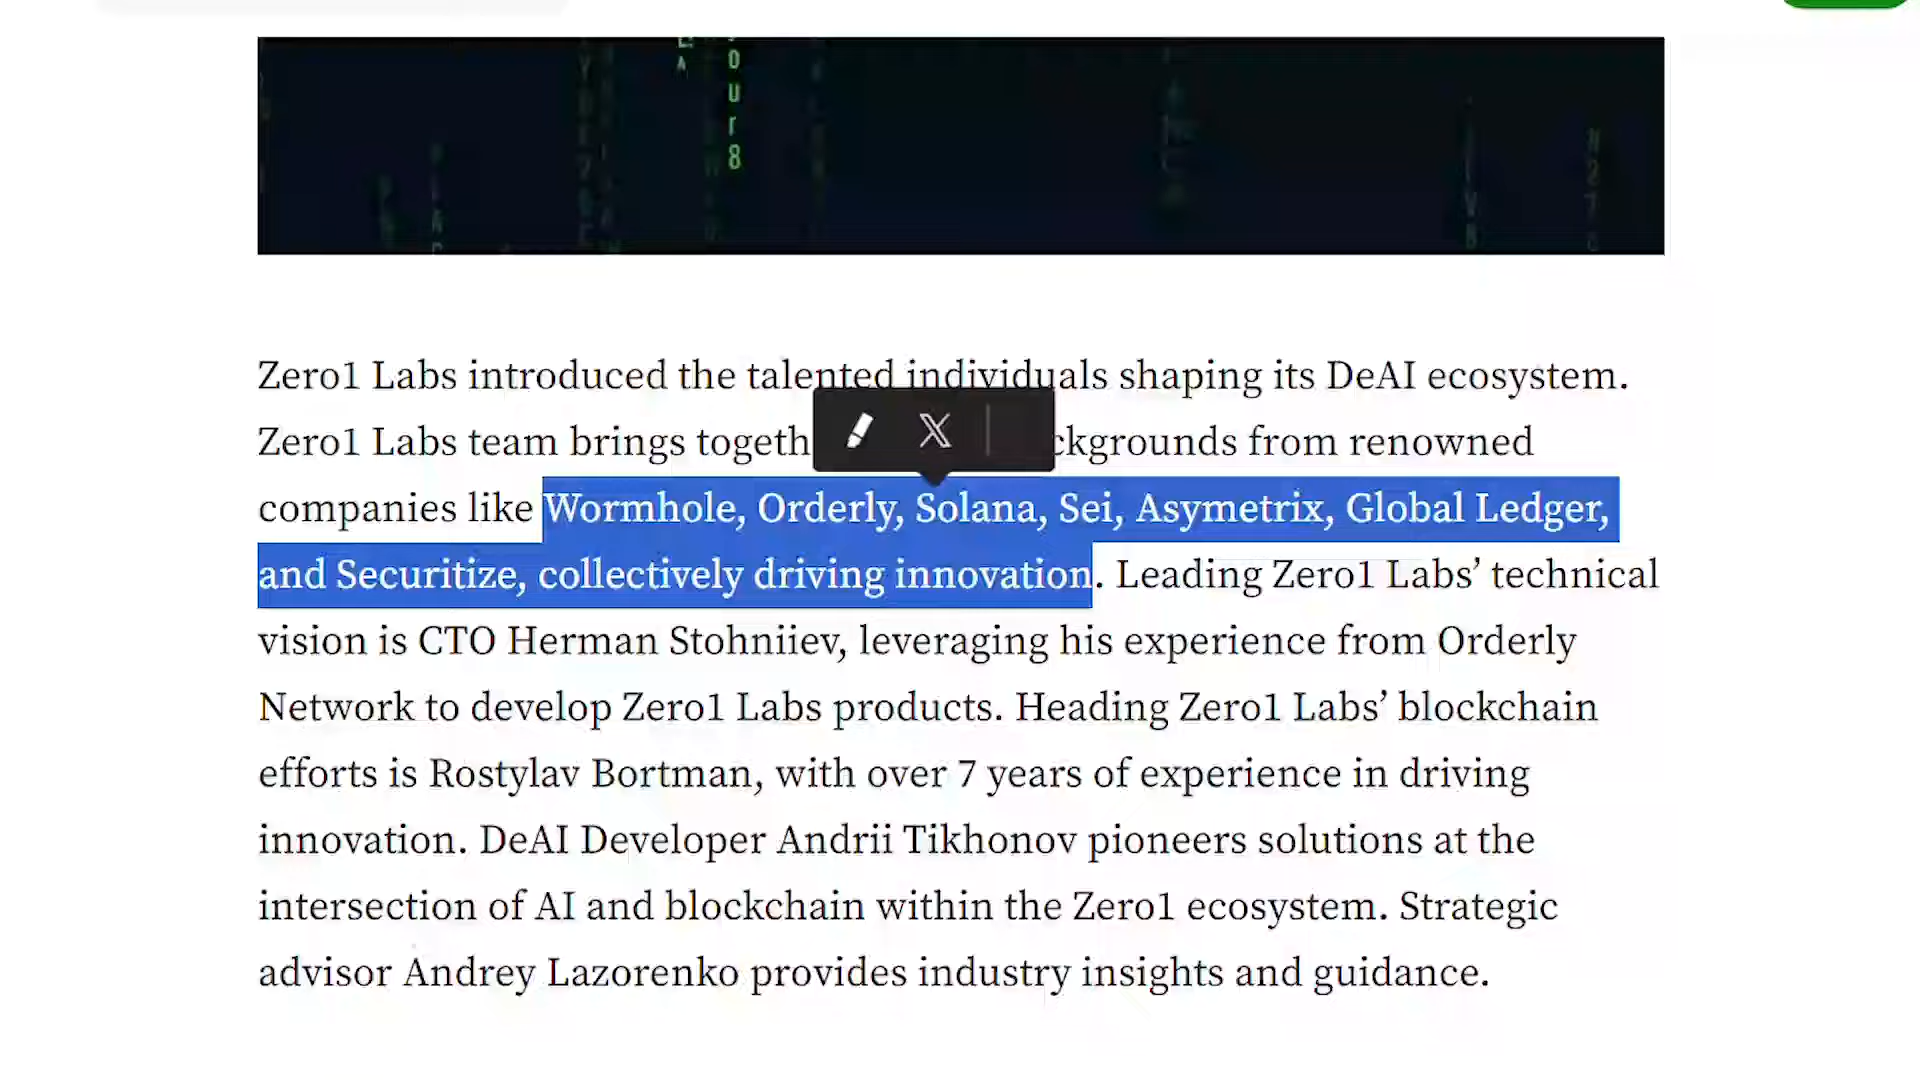 our8
Zero1 Labs introduced the talented individuals shaping its DeAI ecosystem.
Zero1 Labs team brings togeth ckgrounds from renowned
companies like Wormhole, Orderly, Solana, Sei, Asymetrix, Global Ledger,
and Securitize, collectively driving innovation. Leading Zero1 Labs’ technical
vision is CTO Herman Stohniiev, leveraging his experience from Orderly
Network to develop Zero1 Labs products. Heading Zero1 Labs’ blockchain
efforts is Rostylav Bortman, with over 7 years of experience in driving
innovation. DeAI Developer Andrii Tikhonov pioneers solutions at the
intersection of AI and blockchain within the Zero1 ecosystem. Strategic
advisor Andrey Lazorenko provides industry insights and guidance.